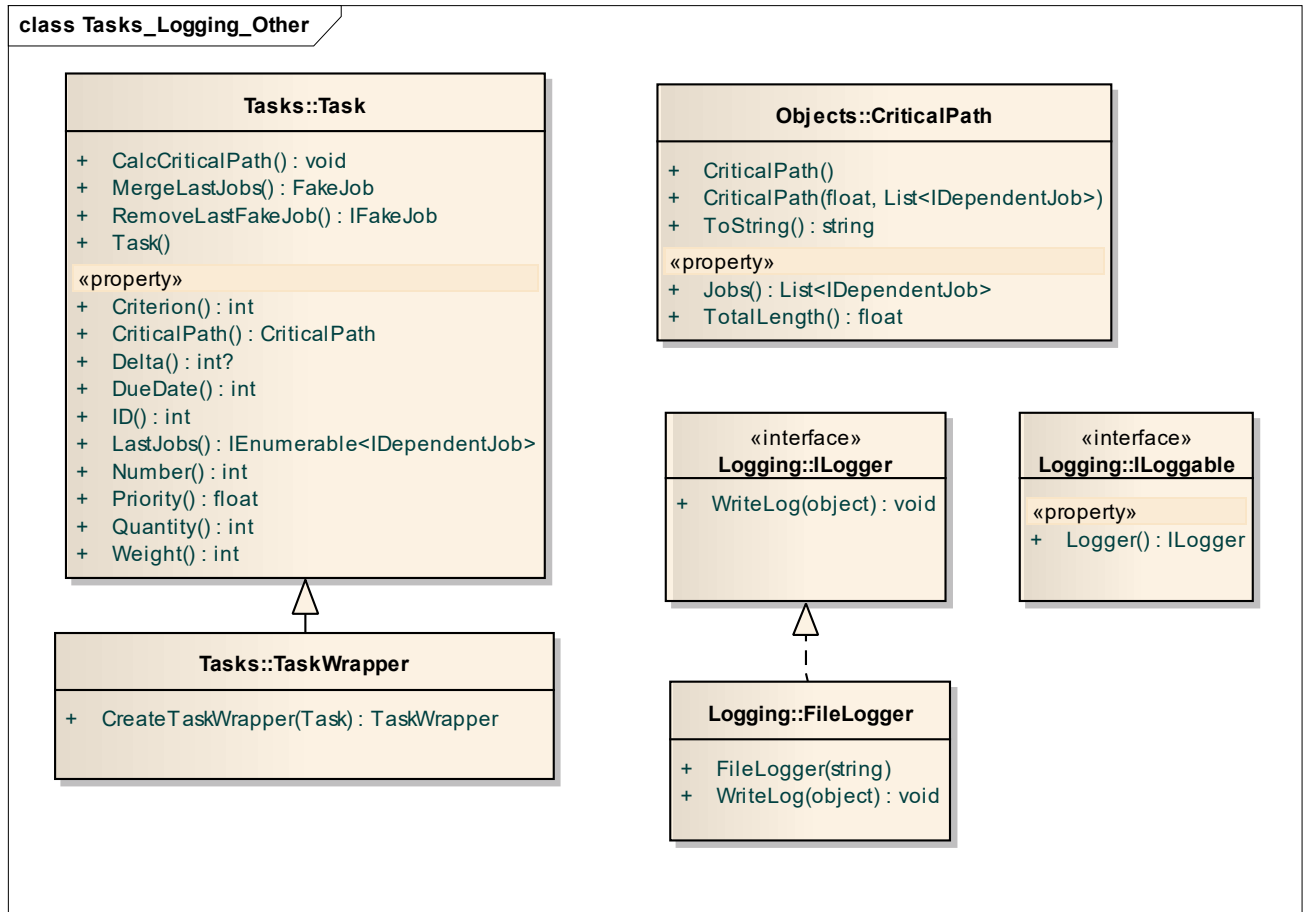 class Tasks_Logging_Other
Tasks::Task
+ CalcCriticalPath() : void
+ MergeLastJobs() : FakeJob
+ RemoveLastFakeJob() : IFakeJob
+ Task()
«property»
+ Criterion() : int
+ CriticalPath() : CriticalPath
+ Delta() : int?
+ DueDate() : int
+ ID() : int
+ LastJobs() : IEnumerable<IDependentJob>
+ Number() : int
+ Priority() : float
+ Quantity() : int
+ Weight() : int
Tasks::TaskWrapper
+ CreateTaskWrapper(Task) : TaskWrapper
Objects::CriticalPath
+ CriticalPath()
+ CriticalPath(float, List<IDependentJob>)
+ ToString() : string
«property»
+ Jobs() : List<IDependentJob>
+ TotalLength() : float
«interface»
Logging::ILogger
+ WriteLog(object) : void
«interface»
Logging::ILoggable
«property»
+ Logger() : ILogger
Logging::FileLogger
+ FileLogger(string)
+ WriteLog(object) : void